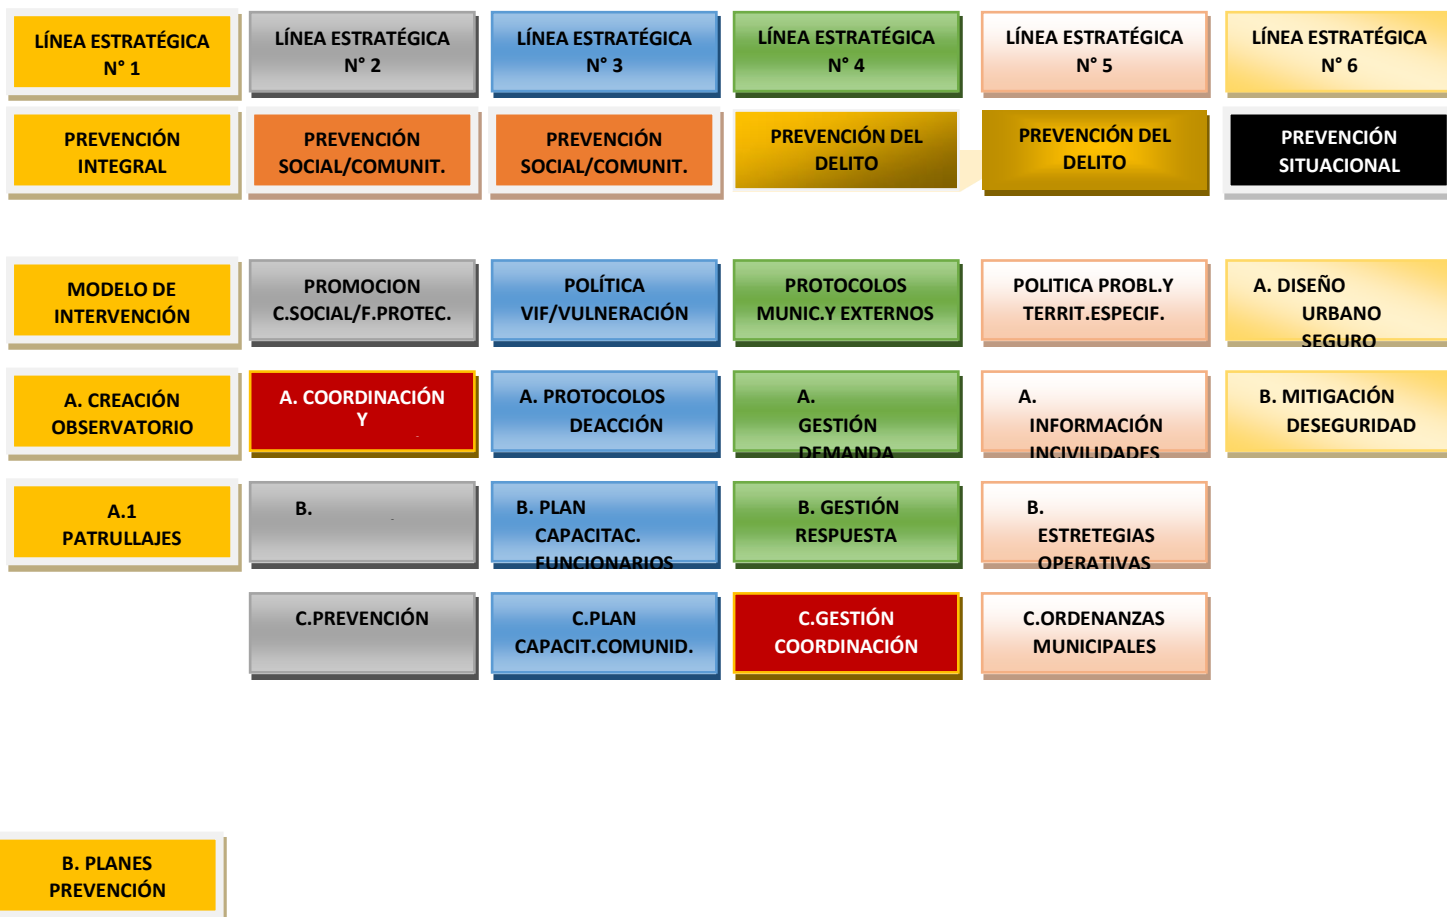 LÍNEA ESTRATÉGICA
N° 1
LÍNEA ESTRATÉGICA
N° 2
LÍNEA ESTRATÉGICA
N° 3
LÍNEA ESTRATÉGICA
N° 4
LÍNEA ESTRATÉGICA
N° 5
LÍNEA ESTRATÉGICA
N° 6
PREVENCIÓN
INTEGRAL
PREVENCIÓN
SOCIAL/COMUNIT.
PREVENCIÓN
SOCIAL/COMUNIT.
PREVENCIÓN DEL
DELITO
PREVENCIÓN DEL
DELITO
PREVENCIÓN
SITUACIONAL
MODELO DE
INTERVENCIÓN
PROMOCION
C.SOCIAL/F.PROTEC.
POLÍTICA
VIF/VULNERACIÓN
PROTOCOLOS
MUNIC.Y EXTERNOS
POLITICA PROBL.Y
TERRIT.ESPECIF.
A. DISEÑO
URBANO
SEGURO
A. CREACIÓN
OBSERVATORIO
A. COORDINACIÓN
Y
A. PROTOCOLOS
DEACCIÓN
A.
GESTIÓN
DEMANDA
A.
INFORMACIÓN
INCIVILIDADES
B. MITIGACIÓN
DESEGURIDAD
A.1
PATRULLAJES
B.
B. PLAN
CAPACITAC.
FUNCIONARIOS
B. GESTIÓN
RESPUESTA
B.
ESTRETEGIAS
OPERATIVAS
C.PREVENCIÓN
C.PLAN
CAPACIT.COMUNID.
C.GESTIÓN
COORDINACIÓN
C.ORDENANZAS
MUNICIPALES
B. PLANES
PREVENCIÓN